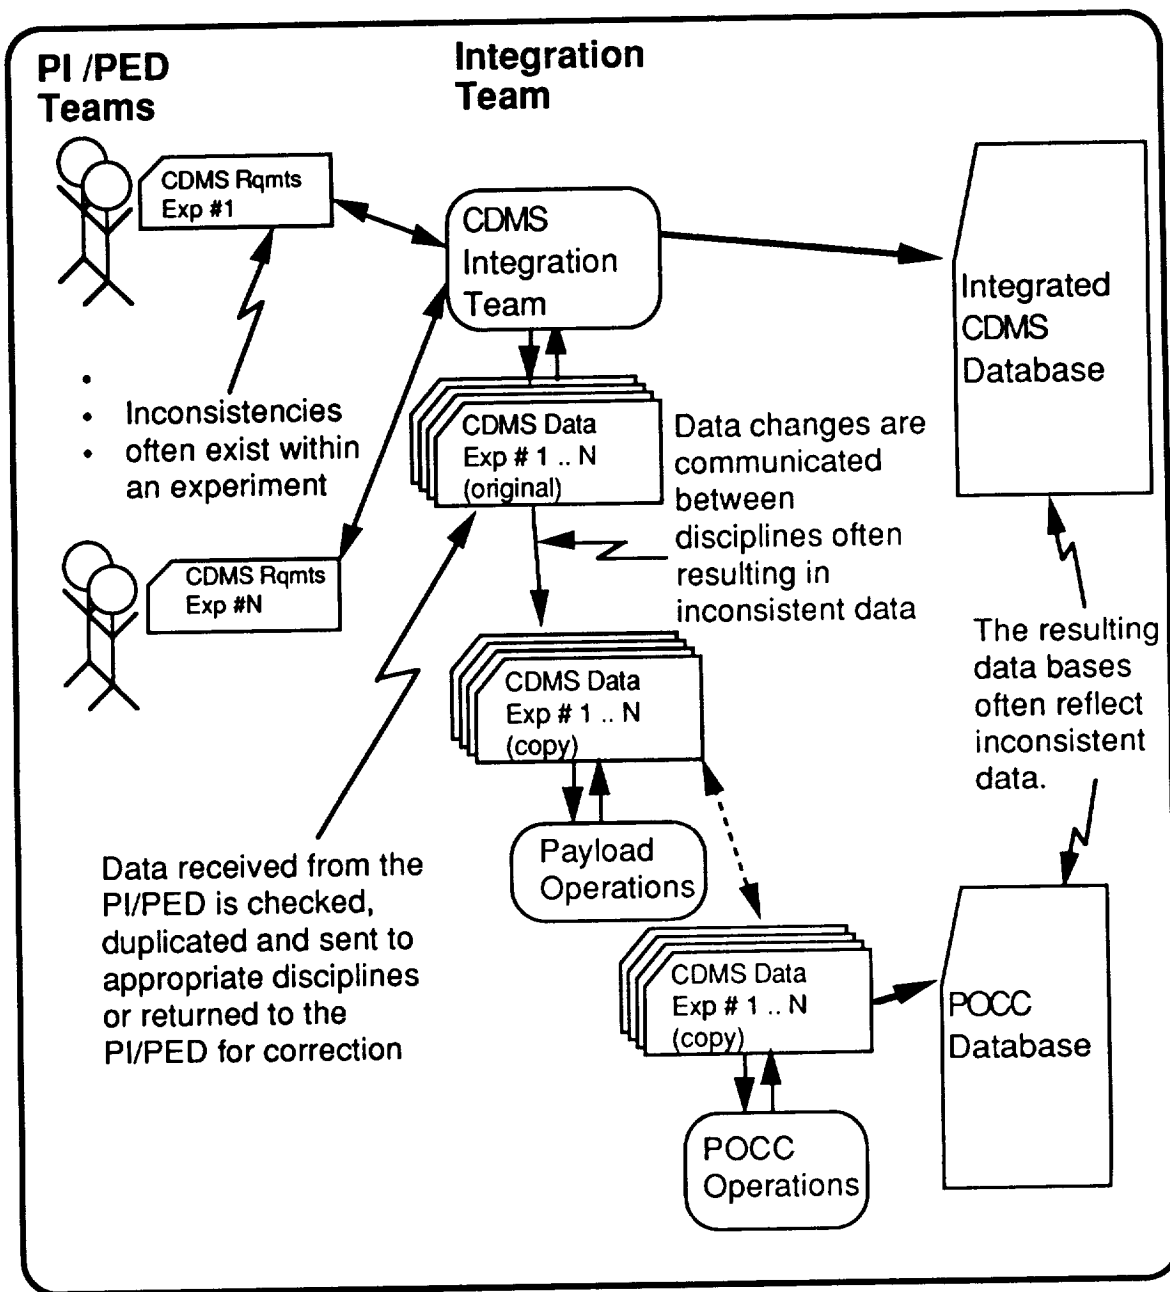 PI /PED
Teams
Integration
Team
CDMS Rqmts
Exp #1
CDMS
Integration
Team
Integrated
CDMS
Database
• Inconsistencies
• often exist within
• an experiment
CDMS Data
Exp # 1 .. N
(original)
Data changes are
communicated
between
disciplines often
resulting in
inconsistent data
CDMS Rqmts
Exp #N
CDMS Data
Exp # 1 .. N
(copy)
The resulting
data bases
often reflect
inconsistent
data.
Payload
Operations
Data received from the
PI/PED is checked,
duplicated and sent to
appropriate disciplines
or returned to the
PI/PED for correction
CDMS Data
Exp # 1 .. N
(copy)
POCC
Database
POCC
Operations